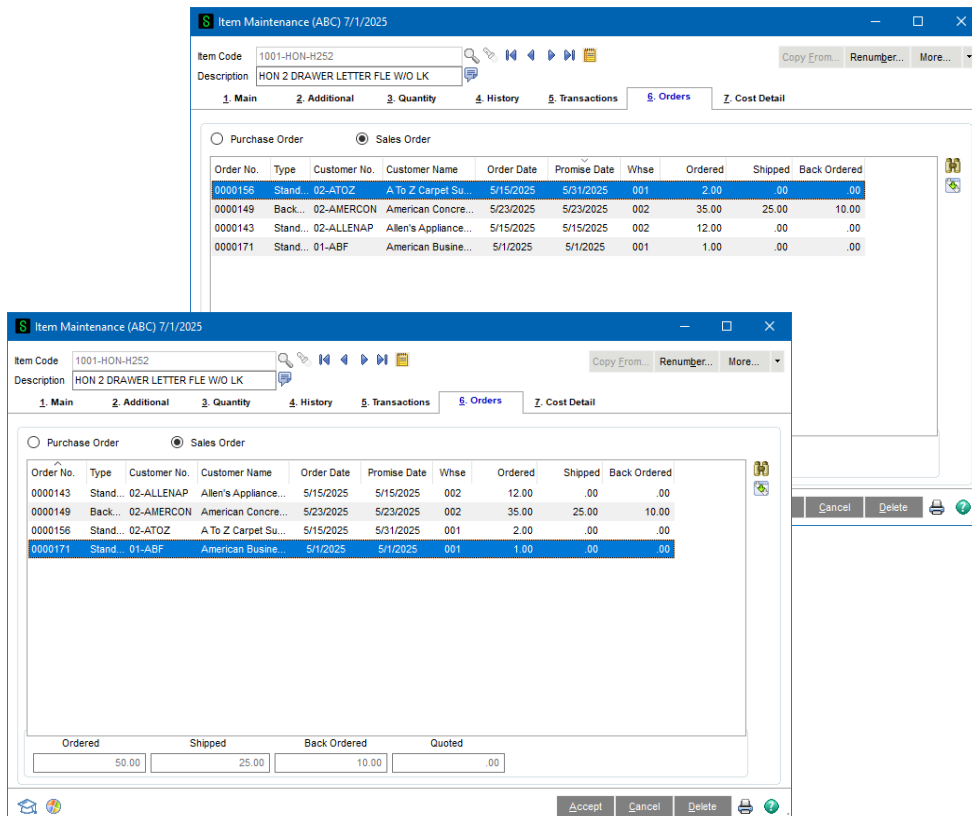 Item Maintenance (ABC) 7/1/2025
Item Code 1001-HON-H252 Copy From... Renumber... More...
Description HON 2 DRAWER LETTER FLE W/O LK
1. Main 2. Additional 3. Quantity 4. History 5. Transactions 6. Orders 7. Cost Detail
Purchase Order Sales Order
Order No. Type Customer No. Customer Name Order Date Promise Date Whse Ordered Shipped Back Ordered
0000156 Stand... 02-ATOZ A To Z Carpet Su... 5/15/2025 5/31/2025 001 2.00 .00 .00
0000149 Back... 02-AMERCON American Concre... 5/23/2025 5/23/2025 002 35.00 25.00 10.00
0000143 Stand... 02-ALLENAP Allen's Appliance... 5/15/2025 5/15/2025 002 12.00 .00 .00
0000171 Stand... 01-ABF American Busine... 5/1/2025 5/1/2025 001 1.00 .00 .00
Cancel Delete
Item Maintenance (ABC) 7/1/2025
Item Code 1001-HON-H252 Copy From... Renumber... More...
Description HON 2 DRAWER LETTER FLE W/O LK
1. Main 2. Additional 3. Quantity 4. History 5. Transactions 6. Orders 7. Cost Detail
Purchase Order Sales Order
Order No. Type Customer No. Customer Name Order Date Promise Date Whse Ordered Shipped Back Ordered
0000143 Stand... 02-ALLENAP Allen's Appliance... 5/15/2025 5/15/2025 002 12.00 .00 .00
0000149 Back... 02-AMERCON American Concre... 5/23/2025 5/23/2025 002 35.00 25.00 10.00
0000156 Stand... 02-ATOZ A To Z Carpet Su... 5/15/2025 5/31/2025 001 2.00 .00 .00
0000171 Stand... 01-ABF American Busine... 5/1/2025 5/1/2025 001 1.00 .00 .00
Ordered Shipped Back Ordered Quoted
50.00 25.00 10.00 .00
Accept Cancel Delete